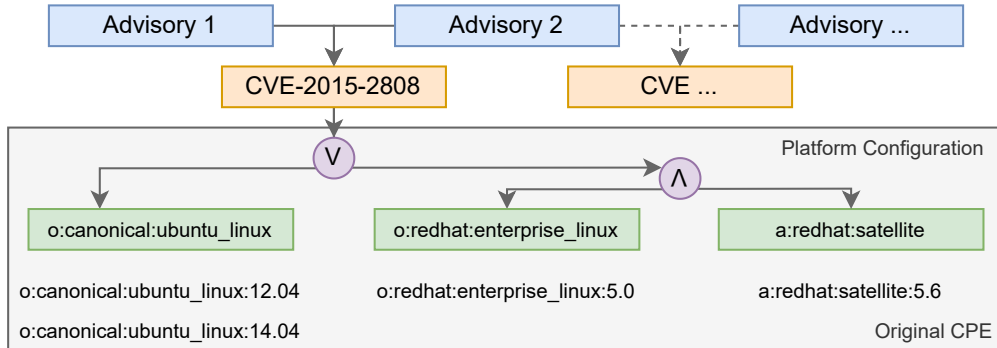 Advisory 1
Advisory 2
Advisory ...
CVE-2015-2808
CVE ...
Platform Configuration
V
Λ
o:canonical:ubuntu_linux
o:redhat:enterprise_linux
a:redhat:satellite
o:canonical:ubuntu_linux:12.04
o:redhat:enterprise_linux:5.0
a:redhat:satellite:5.6
o:canonical:ubuntu_linux:14.04
Original CPE